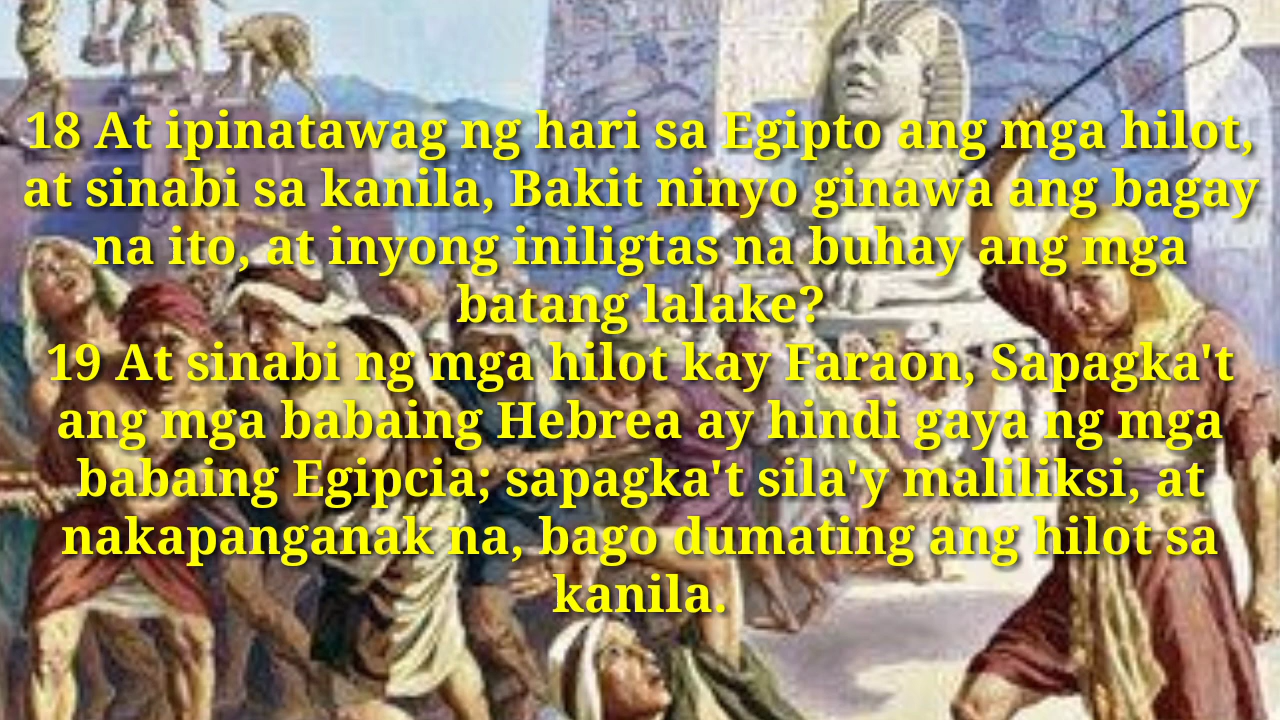 18 At ipinatawag ng hari sa Egipto ang mga hilot,
at sinabi sa kanila, Bakit ninyo ginawa ang bagay
na ito, at inyong iniligtas na buhay ang mga
batang lalake?
19 At sinabi ng mga hilot kay Faraon, Sapagka't
ang mga babaing Hebrea ay hindi gaya ng mga
babaing Egipcia; sapagka't sila'y maliliksi, at
nakapanganak na, bago dumating ang hilot sa
kanila.